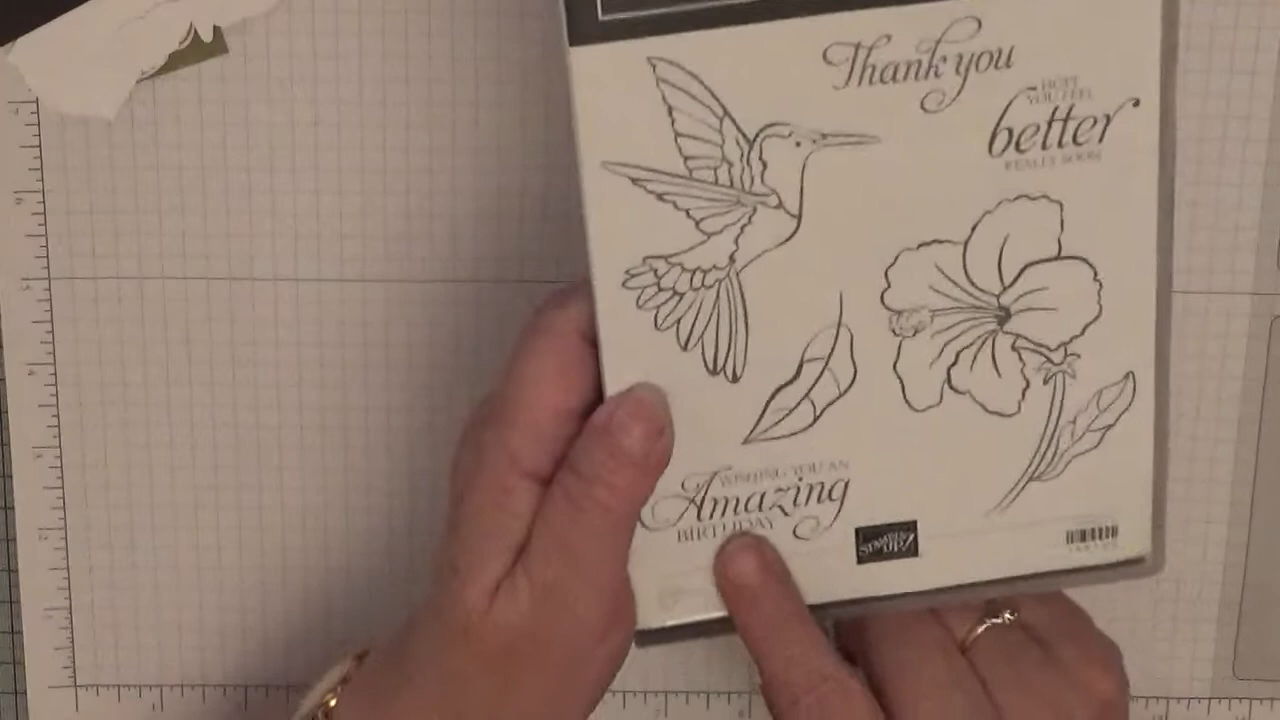 Thank you
HOPE
YOU FEEL
better
REALLY SOON
WISHING YOU AN
Amazing
BIRTHDAY